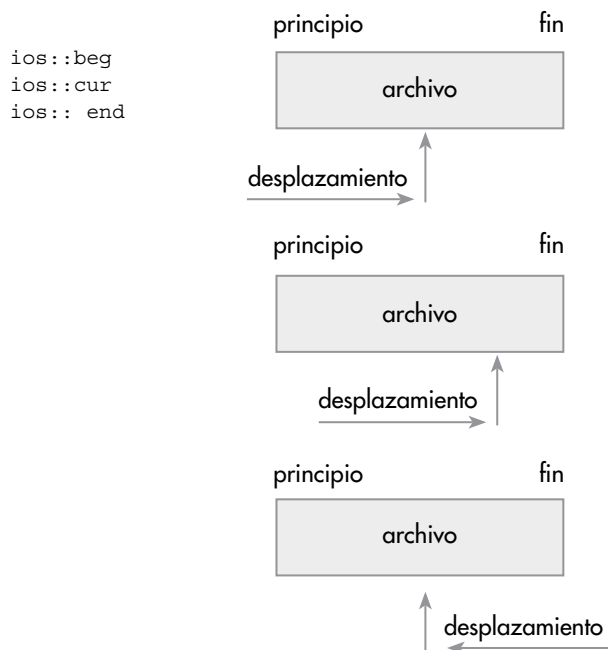 ios::beg
ios::cur
ios:: end
principio fin
archivo
desplazamiento
principio fin
archivo
desplazamiento
principio fin
archivo
desplazamiento